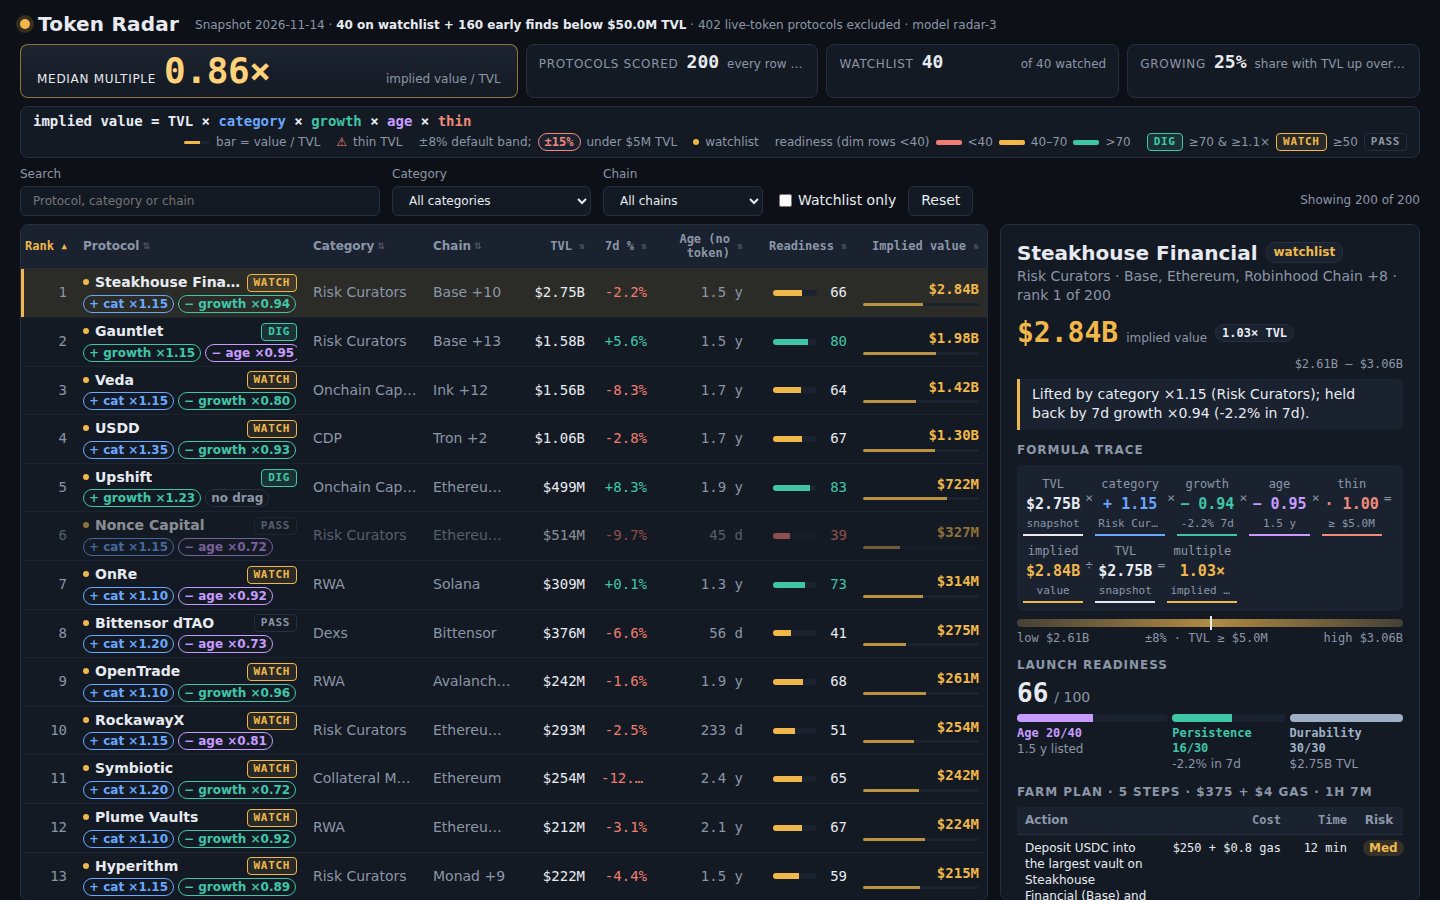 Token Radar
Snapshot 2026-11-14 · 40 on watchlist + 160 early finds below $50.0M TVL · 402 live-token protocols excluded · model radar-3
MEDIAN MULTIPLE 0.86× implied value / TVL
PROTOCOLS SCORED 200 every row …
WATCHLIST 40 of 40 watched
GROWING 25% share with TVL up over…
implied value = TVL × category × growth × age × thin
bar = value / TVL ⚠ thin TVL ±8% default band; ±15% under $5M TVL watchlist readiness (dim rows <40) <40 40–70 >70 DIG ≥70 & ≥1.1× WATCH ≥50 PASS
Search Category Chain
Protocol, category or chain All categories All chains Watchlist only Reset Showing 200 of 200
Rank ▲ Protocol Category Chain TVL 7d % Age (no token) Readiness Implied value
1 Steakhouse Fina… WATCH + cat ×1.15 − growth ×0.94 Risk Curators Base +10 $2.75B -2.2% 1.5 y 66 $2.84B
2 Gauntlet DIG + growth ×1.15 − age ×0.95 Risk Curators Base +13 $1.58B +5.6% 1.5 y 80 $1.98B
3 Veda WATCH + cat ×1.15 − growth ×0.80 Onchain Cap… Ink +12 $1.56B -8.3% 1.7 y 64 $1.42B
4 USDD WATCH + cat ×1.35 − growth ×0.93 CDP Tron +2 $1.06B -2.8% 1.7 y 67 $1.30B
5 Upshift DIG + growth ×1.23 no drag Onchain Cap… Ethereu… $499M +8.3% 1.9 y 83 $722M
6 Nonce Capital PASS + cat ×1.15 − age ×0.72 Risk Curators Ethereu… $514M -9.7% 45 d 39 $327M
7 OnRe WATCH + cat ×1.10 − age ×0.92 RWA Solana $309M +0.1% 1.3 y 73 $314M
8 Bittensor dTAO PASS + cat ×1.20 − age ×0.73 Dexs Bittensor $376M -6.6% 56 d 41 $275M
9 OpenTrade WATCH + cat ×1.10 − growth ×0.96 RWA Avalanch… $242M -1.6% 1.9 y 68 $261M
10 RockawayX WATCH + cat ×1.15 − age ×0.81 Risk Curators Ethereu… $293M -2.5% 233 d 51 $254M
11 Symbiotic WATCH + cat ×1.20 − growth ×0.72 Collateral M… Ethereum $254M -12.… 2.4 y 65 $242M
12 Plume Vaults WATCH + cat ×1.10 − growth ×0.92 RWA Ethereu… $212M -3.1% 2.1 y 67 $224M
13 Hyperithm WATCH + cat ×1.15 − growth ×0.89 Risk Curators Monad +9 $222M -4.4% 1.5 y 59 $215M
Steakhouse Financial watchlist
Risk Curators · Base, Ethereum, Robinhood Chain +8 ·
rank 1 of 200
$2.84B implied value 1.03× TVL
$2.61B — $3.06B
Lifted by category ×1.15 (Risk Curators); held
back by 7d growth ×0.94 (-2.2% in 7d).
FORMULA TRACE
TVL category growth age thin
$2.75B × + 1.15 × − 0.94 × − 0.95 × · 1.00 =
snapshot Risk Cur… -2.2% 7d 1.5 y ≥ $5.0M
implied TVL multiple
$2.84B ÷ $2.75B = 1.03×
value snapshot implied …
low $2.61B ±8% · TVL ≥ $5.0M high $3.06B
LAUNCH READINESS
66 / 100
Age 20/40 Persistence 16/30 Durability 30/30
1.5 y listed -2.2% in 7d $2.75B TVL
FARM PLAN · 5 STEPS · $375 + $4 GAS · 1H 7M
Action Cost Time Risk
Deposit USDC into $250 + $0.8 gas 12 min Med
the largest vault on
Steakhouse
Financial (Base) and